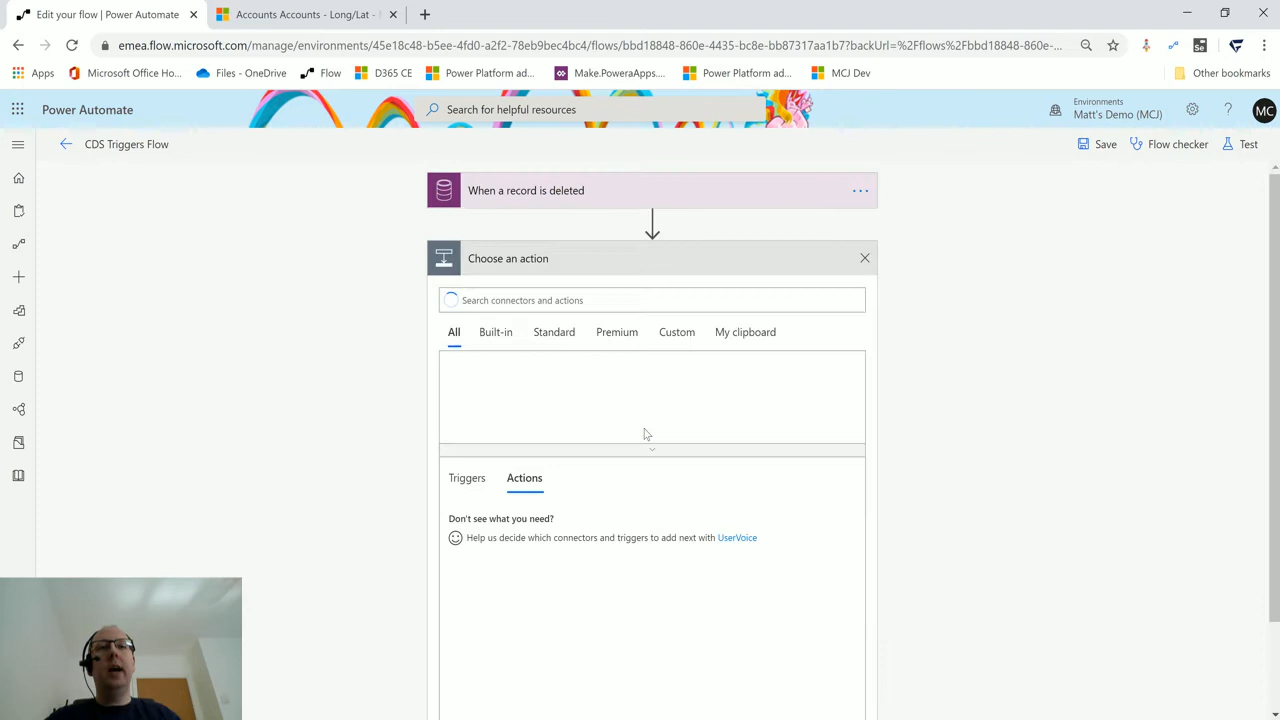 Edit your flow | Power Automate
Accounts Accounts - Long/Lat -
emea.flow.microsoft.com/manage/environments/45e18c48-b5ee-4fd0-a2f2-78eb9bec4bc4/flows/bbd18848-860e-4435-bc8e-bb87317aa1b7?backUrl=%2Fflows%2Fbbd18848-860e-4435-bc8e-bb87317aa1b7%2F...
Apps
Microsoft Office Ho...
Files - OneDrive
Flow
D365 CE
Power Platform ad...
Make.PoweraApps....
Power Platform ad...
MCJ Dev
Other bookmarks
Power Automate
Search for helpful resources
Environments
Matt's Demo (MCJ)
MC
CDS Triggers Flow
Save
Flow checker
Test
When a record is deleted
Choose an action
Search connectors and actions
All Built-in Standard Premium Custom My clipboard
Triggers Actions
Don't see what you need?
Help us decide which connectors and triggers to add next with UserVoice